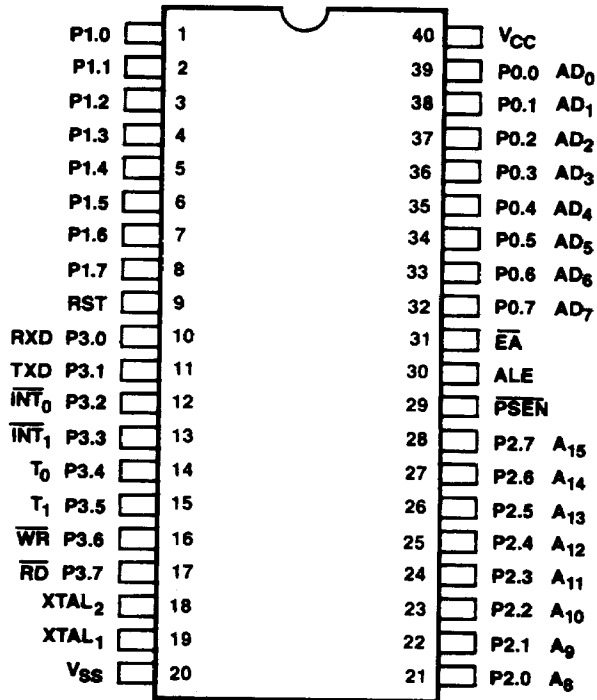 P1.0 1 40 VCC
P1.1 2 39 P0.0 AD0
P1.2 3 38 P0.1 AD1
P1.3 4 37 P0.2 AD2
P1.4 5 36 P0.3 AD3
P1.5 6 35 P0.4 AD4
P1.6 7 34 P0.5 AD5
P1.7 8 33 P0.6 AD6
RST 9 32 P0.7 AD7
RXD P3.0 10 31 E̅A̅
TXD P3.1 11 30 ALE
I̅N̅T̅0 P3.2 12 29 P̅S̅E̅N̅
I̅N̅T̅1 P3.3 13 28 P2.7 A15
T0 P3.4 14 27 P2.6 A14
T1 P3.5 15 26 P2.5 A13
W̅R̅ P3.6 16 25 P2.4 A12
R̅D̅ P3.7 17 24 P2.3 A11
XTAL2 18 23 P2.2 A10
XTAL1 19 22 P2.1 A9
VSS 20 21 P2.0 A8